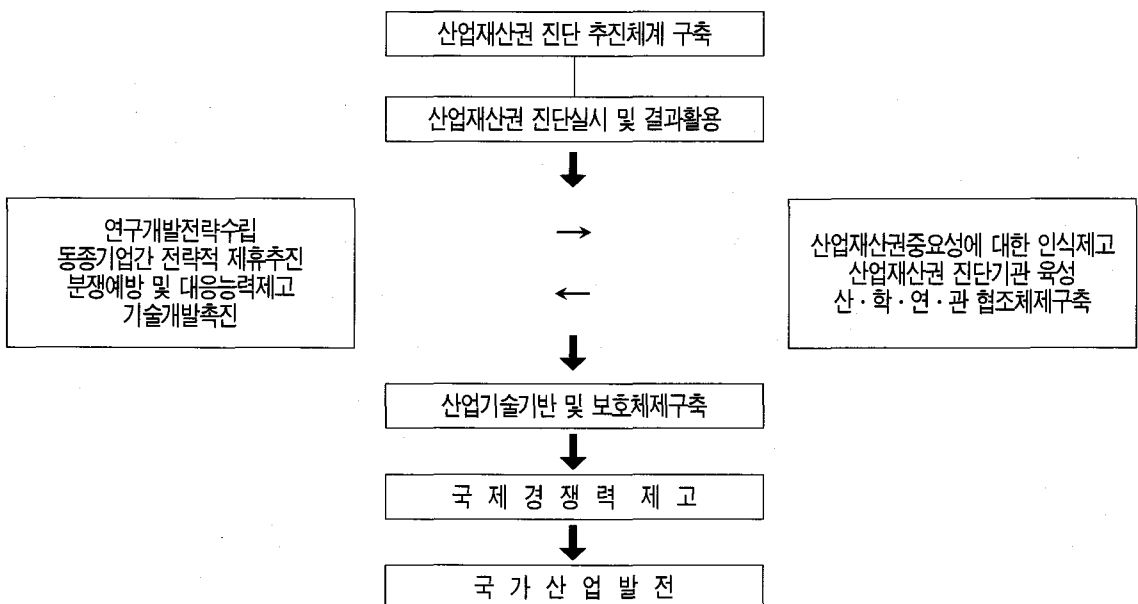 산업재산권 진단 추진체계 구축
산업재산권 진단실시 및 결과활용
연구개발전략수립
동종기업간 전략적 제휴추진
분쟁예방 및 대응능력제고
기술개발촉진
→
←
산업재산권중요성에 대한 인식제고
산업재산권 진단기관 육성
산·학·연·관 협조체제구축
산업기술기반 및 보호체제구축
국 제 경 쟁 력 제 고
국 가 산 업 발 전